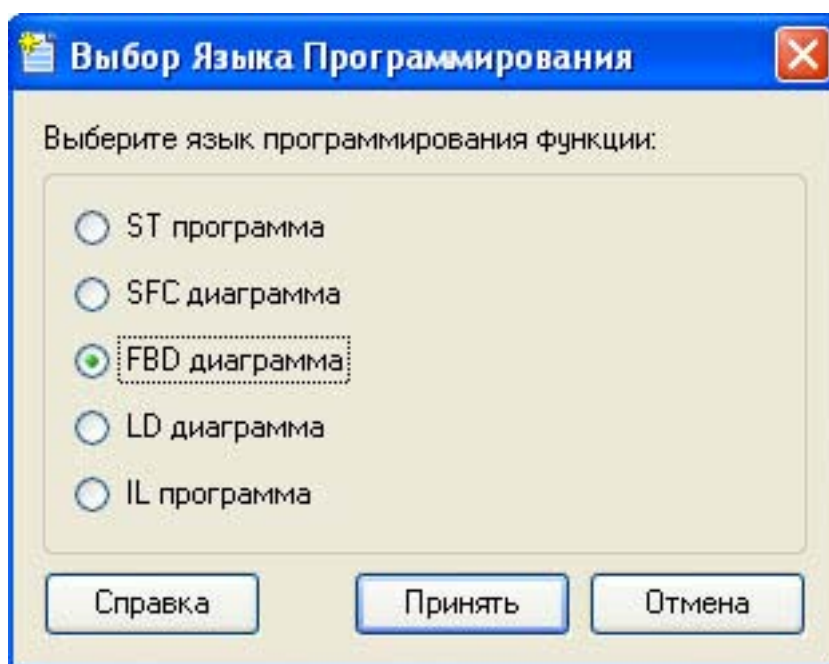 Выбор Языка Программирования
Выберите язык программирования функции:
ST программа
SFC диаграмма
FBD диаграмма
LD диаграмма
IL программа
Справка Принять Отмена